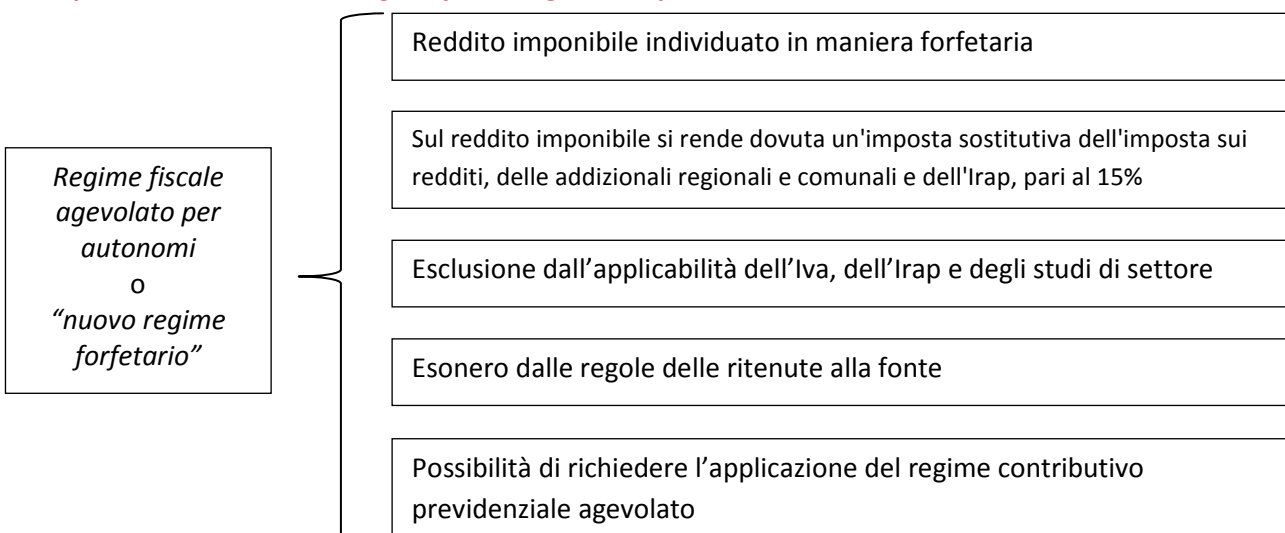 Reddito imponibile individuato in maniera forfetaria
Sul reddito imponibile si rende dovuta un'imposta sostitutiva dell'imposta sui
redditi, delle addizionali regionali e comunali e dell'Irap, pari al 15%
Regime fiscale
agevolato per
autonomi
o
“nuovo regime
forfetario”
Esclusione dall’applicabilità dell’Iva, dell’Irap e degli studi di settore
Esonero dalle regole delle ritenute alla fonte
Possibilità di richiedere l’applicazione del regime contributivo
previdenziale agevolato